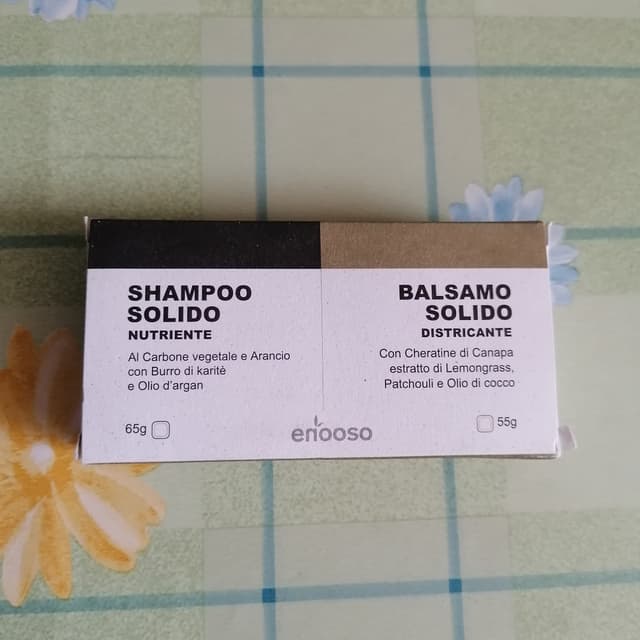 SHAMPOO
SOLIDO
NUTRIENTE
Al Carbone vegetale e Arancio
con Burro di karitè
e Olio d'argan
65g
BALSAMO
SOLIDO
DISTRICANTE
Con Cheratine di Canapa
estratto di Lemongrass,
Patchouli e Olio di cocco
55g
enooso